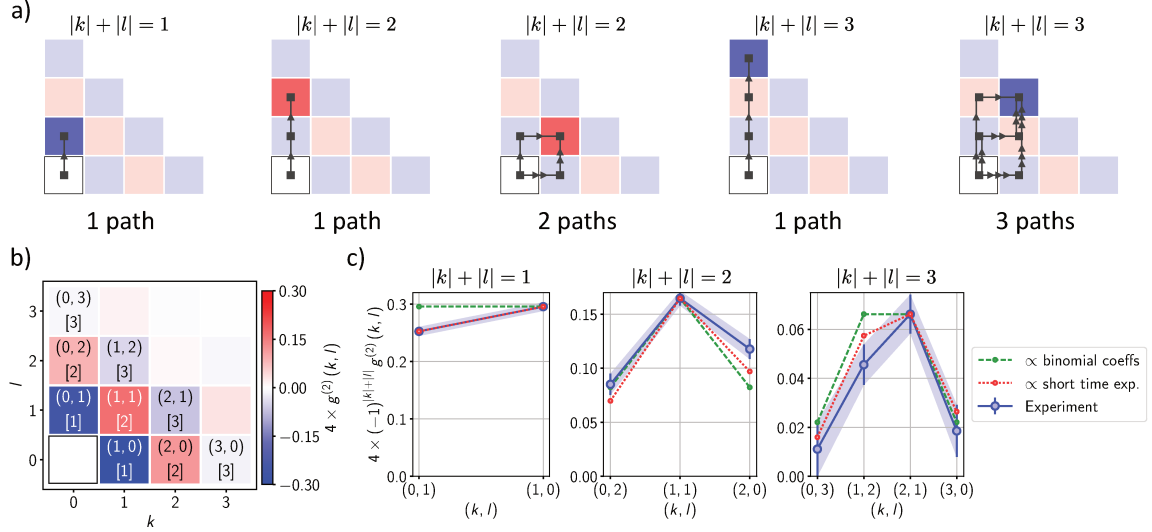 a)
|k| + |l| = 1
|k| + |l| = 2
|k| + |l| = 2
|k| + |l| = 3
|k| + |l| = 3
1 path
1 path
2 paths
1 path
3 paths
b)
3
2
1
0
l
(0, 3)
[3]
(0, 2)
[2]
(1, 2)
[3]
(0, 1)
[1]
(1, 1)
[2]
(2, 1)
[3]
(1, 0)
[1]
(2, 0)
[2]
(3, 0)
[3]
0
1
2
3
k
0.30
0.15
0.00
−0.15
−0.30
4 × g⁽²⁾ (k, l)
c)
|k| + |l| = 1
4 × (−1)^{|k|+|l|} g⁽²⁾ (k, l)
0.3
0.2
0.1
0.0
(0, 1)
(1, 0)
(k, l)
|k| + |l| = 2
0.15
0.10
0.05
0.00
(0, 2)
(1, 1)
(2, 0)
(k, l)
|k| + |l| = 3
0.06
0.04
0.02
0.00
(0, 3)
(1, 2)
(2, 1)
(3, 0)
(k, l)
∝ binomial coeffs
∝ short time exp.
Experiment